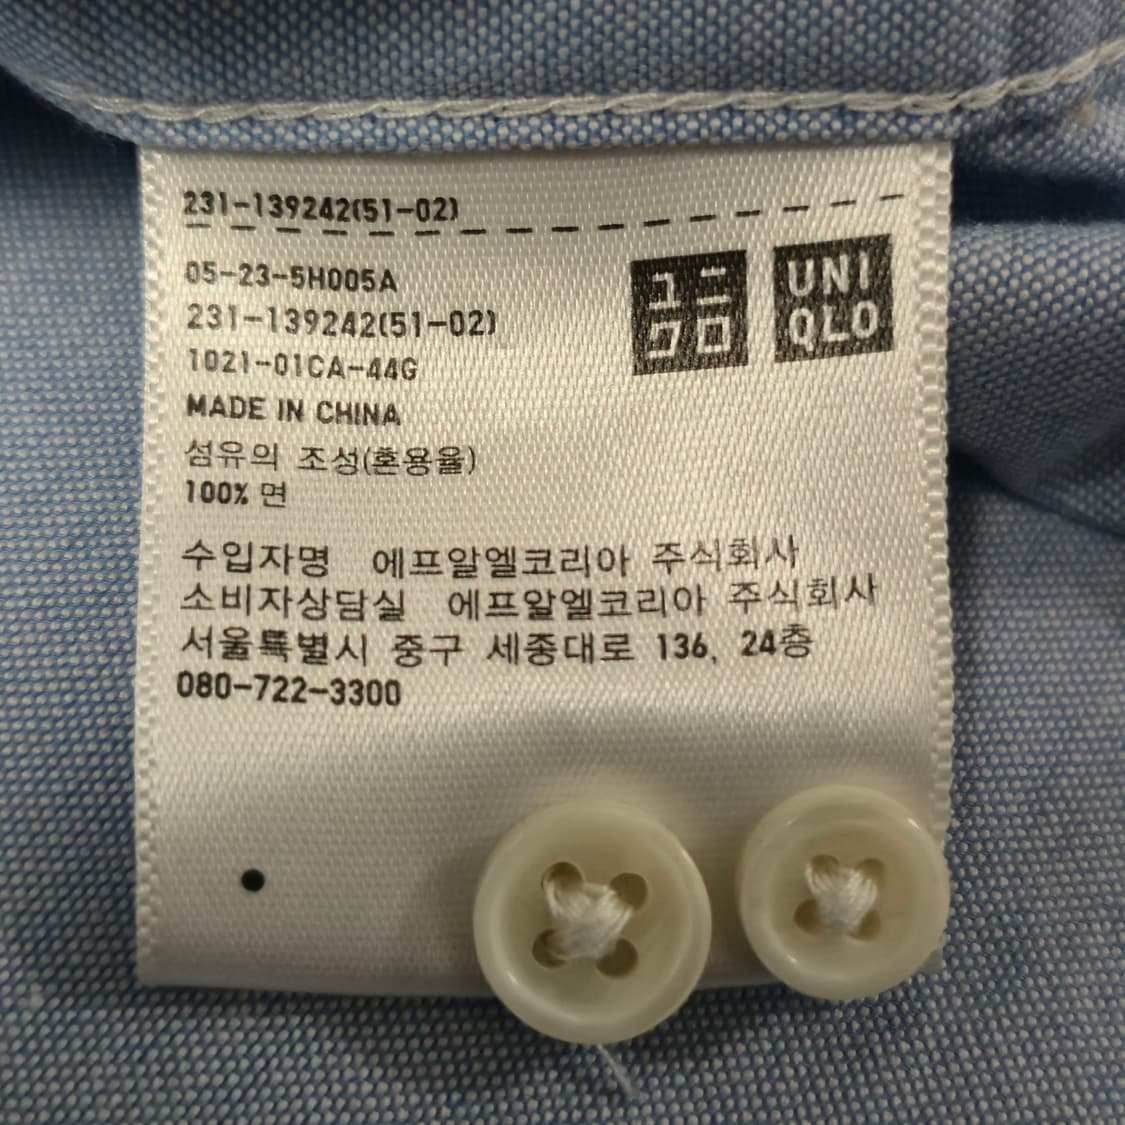 231-139242(51-02)
05-23-5H005A
231-139242(51-02)
1021-01CA-44G
MADE IN CHINA
섬유의 조성(혼용율)
100% 면
ユニ
クロ
UNI
QLO
수입자명 에프알엘코리아 주식회사
소비자상담실 에프알엘코리아 주식회사
서울특별시 중구 세종대로 136, 24층
080-722-3300